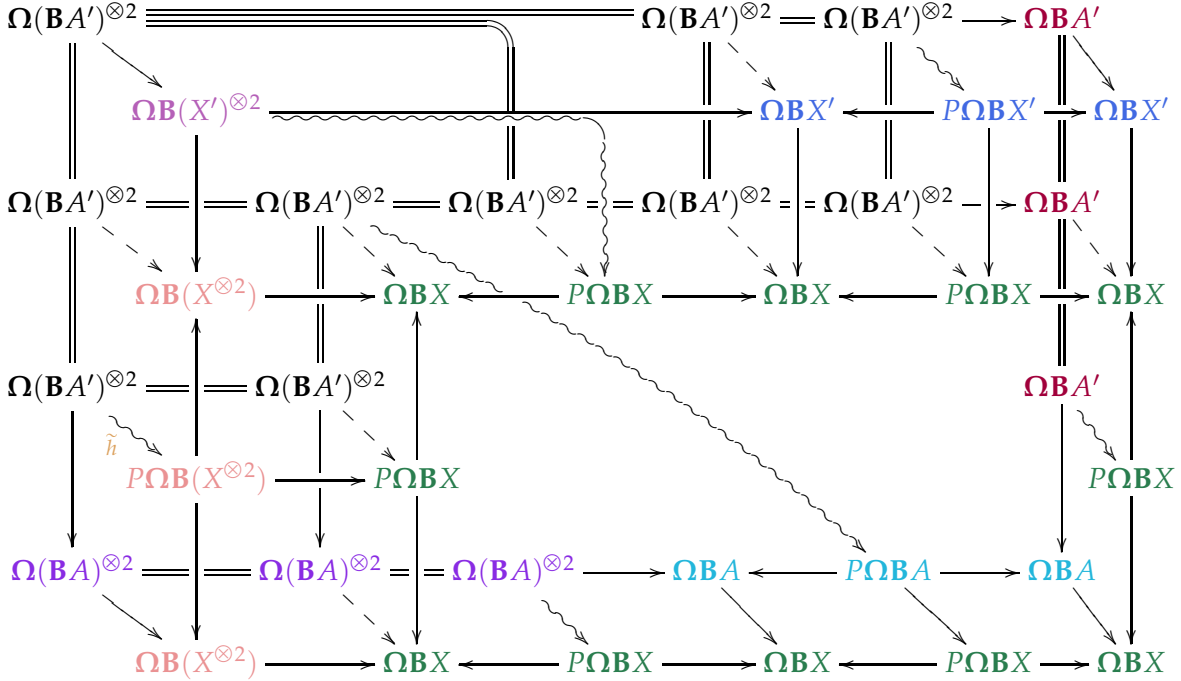 𝛀(𝐁A′)^{⊗2} 𝛀(𝐁A′)^{⊗2} 𝛀(𝐁A′)^{⊗2} 𝛀𝐁A′
𝛀𝐁(X′)^{⊗2} 𝛀𝐁X′ P𝛀𝐁X′ 𝛀𝐁X′
𝛀(𝐁A′)^{⊗2} 𝛀(𝐁A′)^{⊗2} 𝛀(𝐁A′)^{⊗2} 𝛀(𝐁A′)^{⊗2} 𝛀(𝐁A′)^{⊗2} 𝛀𝐁A′
𝛀𝐁(X^{⊗2}) 𝛀𝐁X P𝛀𝐁X 𝛀𝐁X P𝛀𝐁X 𝛀𝐁X
𝛀(𝐁A′)^{⊗2} 𝛀(𝐁A′)^{⊗2} 𝛀𝐁A′
h̃
P𝛀𝐁(X^{⊗2}) P𝛀𝐁X P𝛀𝐁X
𝛀(𝐁A)^{⊗2} 𝛀(𝐁A)^{⊗2} 𝛀(𝐁A)^{⊗2} 𝛀𝐁A P𝛀𝐁A 𝛀𝐁A
𝛀𝐁(X^{⊗2}) 𝛀𝐁X P𝛀𝐁X 𝛀𝐁X P𝛀𝐁X 𝛀𝐁X